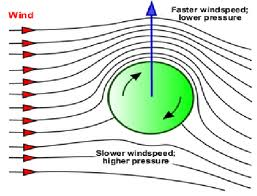 Faster windspeed;
lower pressure
Wind
Slower windspeed;
higher pressure